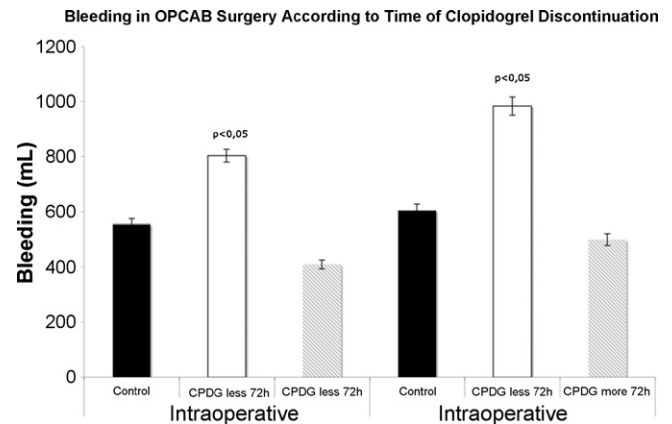 Bleeding in OPCAB Surgery According to Time of Clopidogrel Discontinuation
1200
1000
800
600
400
200
0
Bleeding (mL)
p<0,05
p<0,05
Control CPDG less 72h CPDG less 72h Control CPDG less 72h CPDG more 72h
Intraoperative Intraoperative